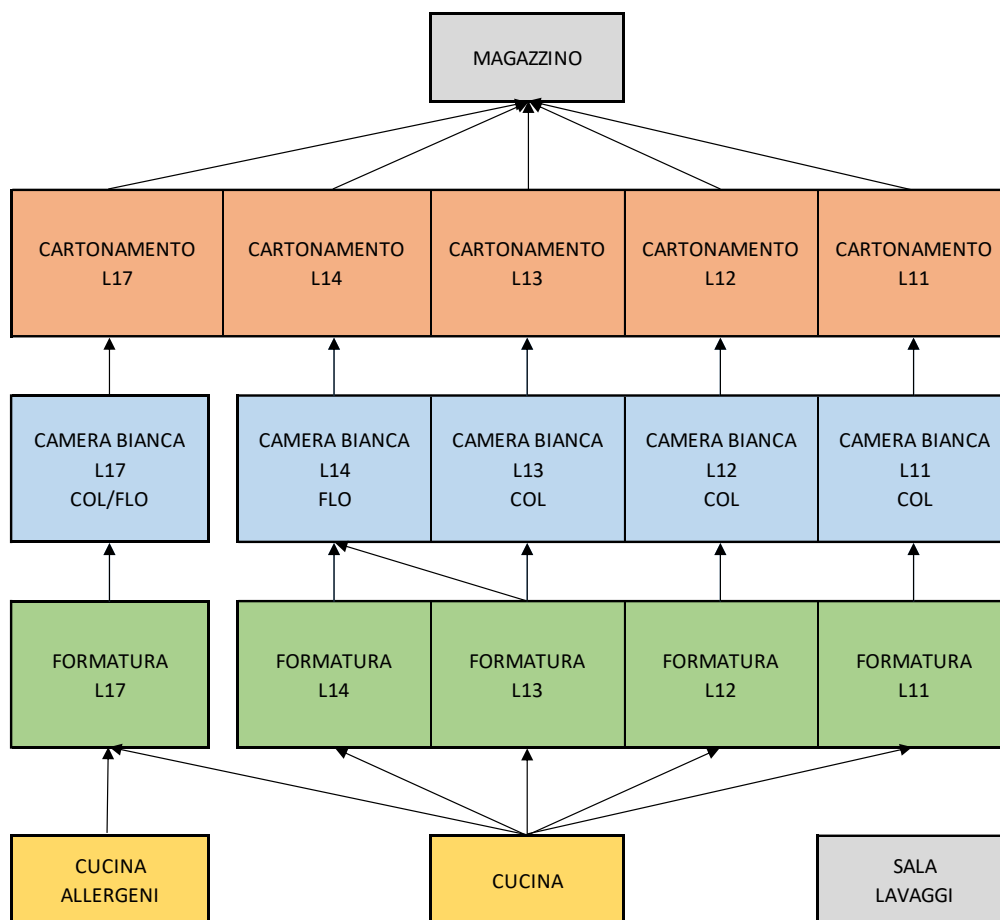 MAGAZZINO
CARTONAMENTO
L17
CARTONAMENTO
L14
CARTONAMENTO
L13
CARTONAMENTO
L12
CARTONAMENTO
L11
CAMERA BIANCA
L17
COL/FLO
CAMERA BIANCA
L14
FLO
CAMERA BIANCA
L13
COL
CAMERA BIANCA
L12
COL
CAMERA BIANCA
L11
COL
FORMATURA
L17
FORMATURA
L14
FORMATURA
L13
FORMATURA
L12
FORMATURA
L11
CUCINA
ALLERGENI
CUCINA
SALA
LAVAGGI